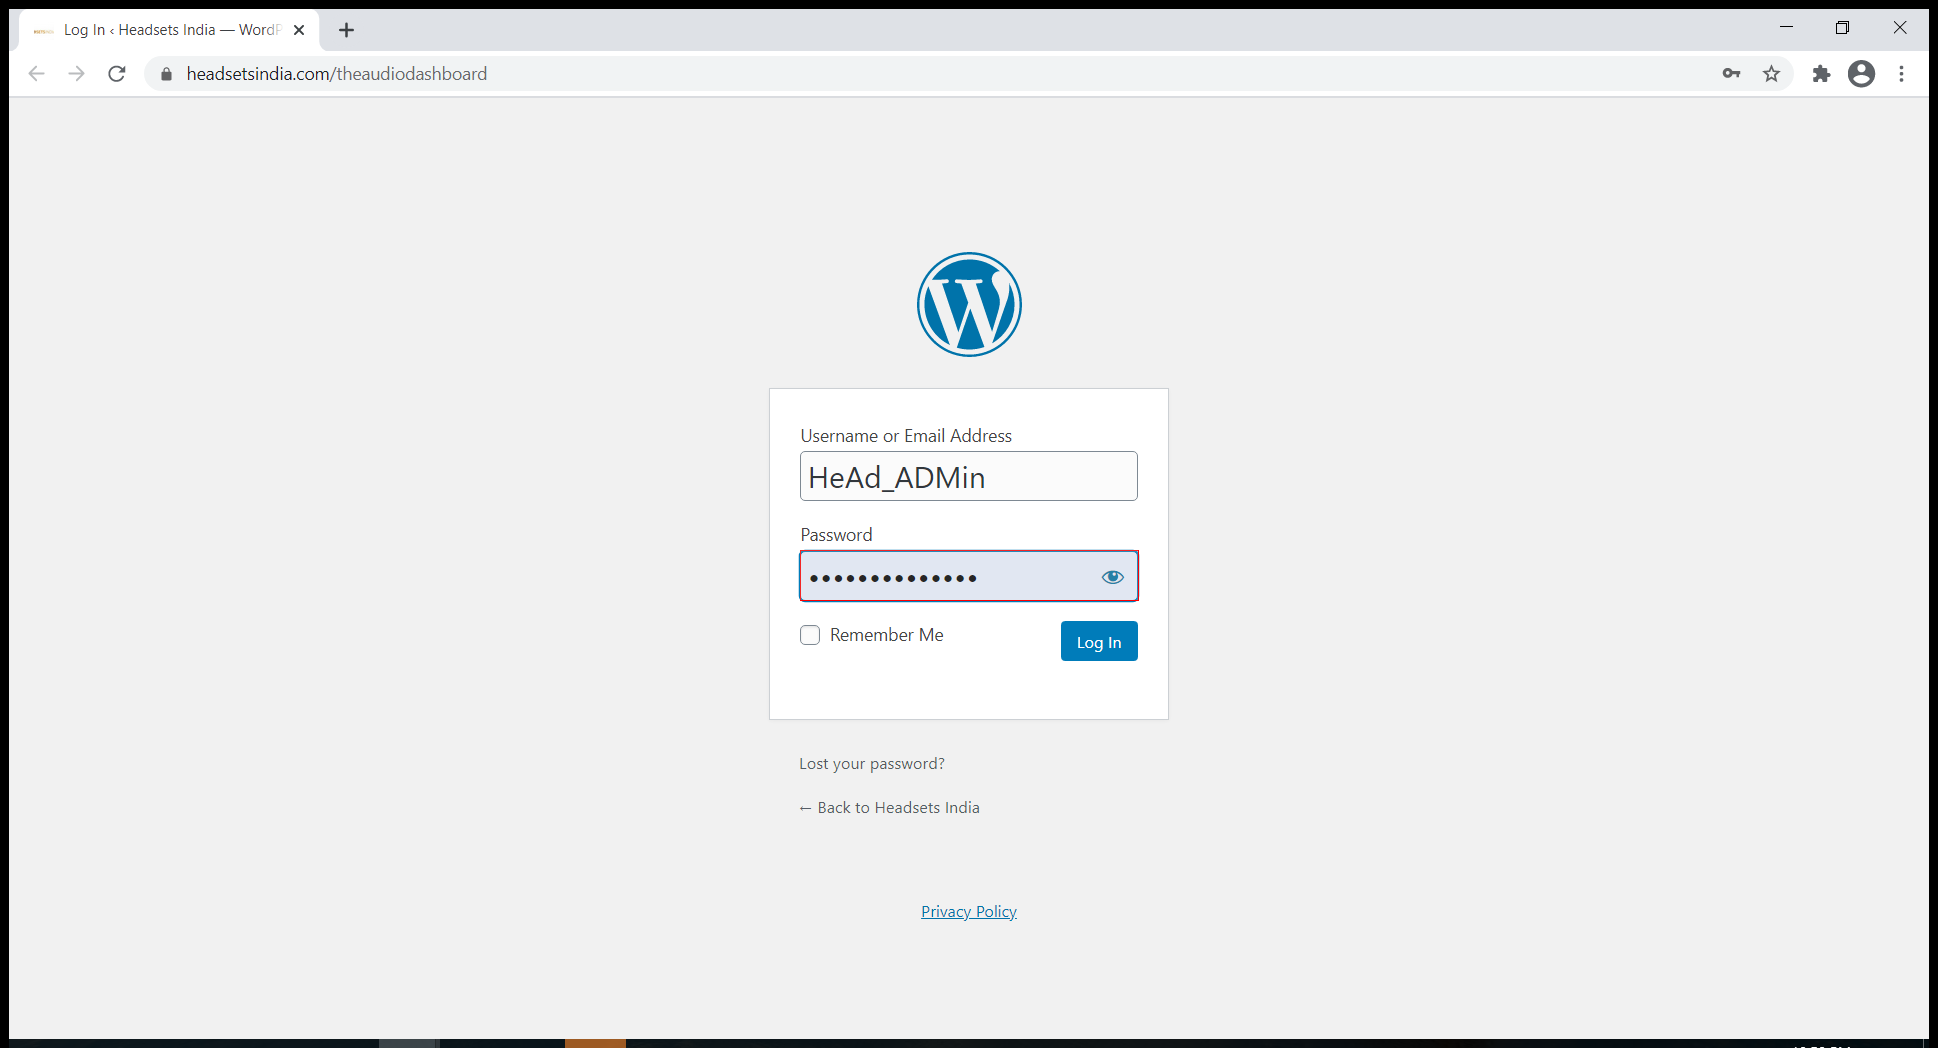 Log In ‹ Headsets India — WordP
headsetsindia.com/theaudiodashboard
Username or Email Address
HeAd_ADMin
Password
••••••••••••••
Remember Me
Log In
Lost your password?
← Back to Headsets India
Privacy Policy